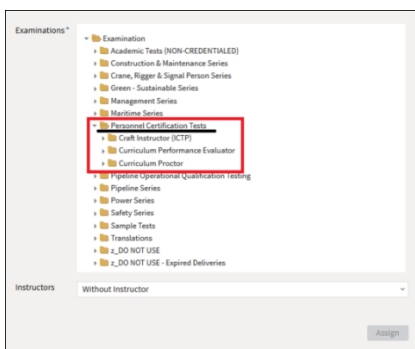 Examinations*
Examination
Academic Tests (NON-CREDENTIALED)
Construction & Maintenance Series
Crane, Rigger & Signal Person Series
Green - Sustainable Series
Management Series
Maritime Series
Personnel Certification Tests
Craft Instructor (ICTP)
Curriculum Performance Evaluator
Curriculum Proctor
Pipeline Operational Qualification Testing
Pipeline Series
Power Series
Safety Series
Sample Tests
Translations
z_DO NOT USE
z_DO NOT USE - Expired Deliveries
Instructors
Without Instructor
Assign